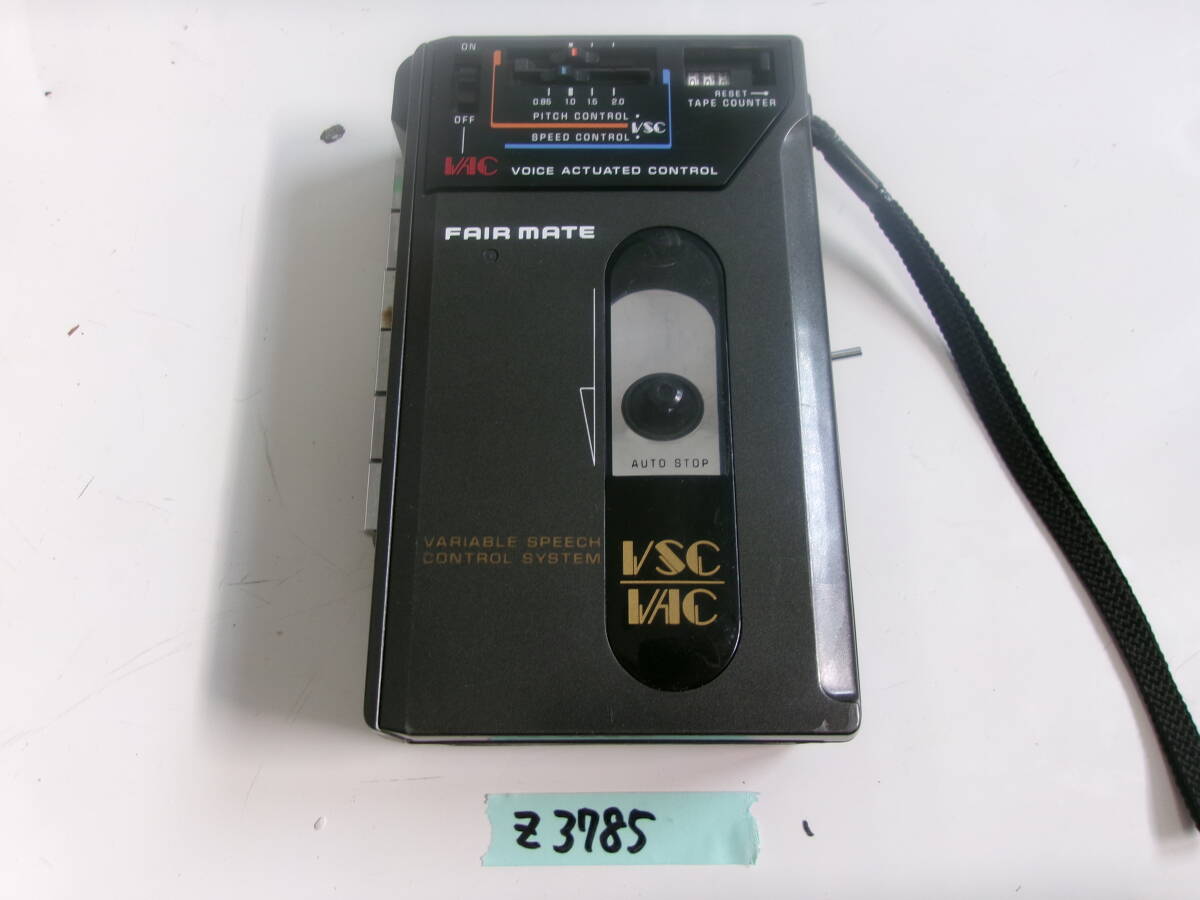 ON
0.85 1.0 1.5 2.0
RESET
TAPE COUNTER
PITCH CONTROL
VSC
SPEED CONTROL
OFF
VAC VOICE ACTUATED CONTROL
FAIR MATE
AUTO STOP
VARIABLE SPEECH
CONTROL SYSTEM
VSC
VAC
Z3785